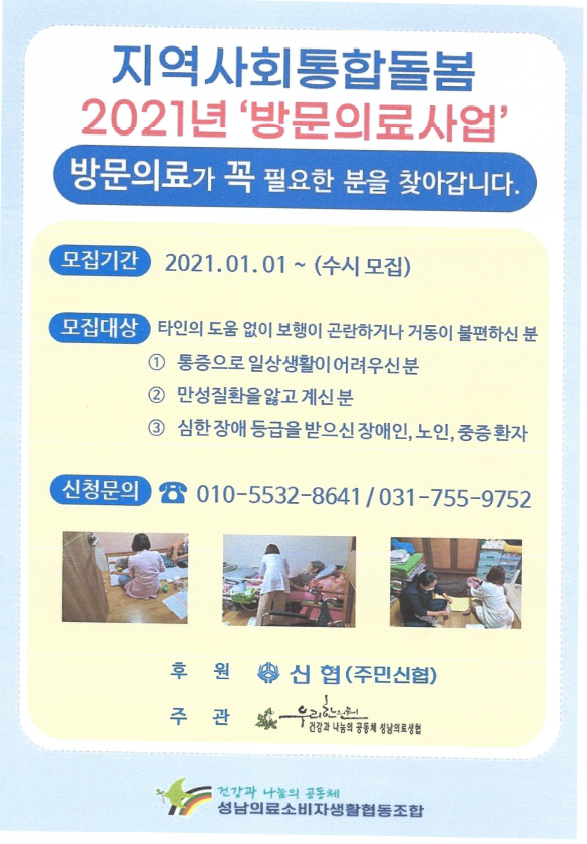 지역사회통합돌봄
2021년 ‘방문의료사업’
방문의료가 꼭 필요한 분을 찾아갑니다.
모집기간 2021.01.01 ~ (수시 모집)
모집대상 타인의 도움 없이 보행이 곤란하거나 거동이 불편하신 분
① 통증으로 일상생활이 어려우신 분
② 만성질환을 앓고 계신 분
③ 심한 장애 등급을 받으신 장애인, 노인, 중증 환자
신청문의 ☎ 010-5532-8641 / 031-755-9752
후 원 신협(주민신협)
주 관 우리한의원
건강과 나눔의 공동체 성남의료생협
건강과 나눔의 공동체
성남의료소비자생활협동조합